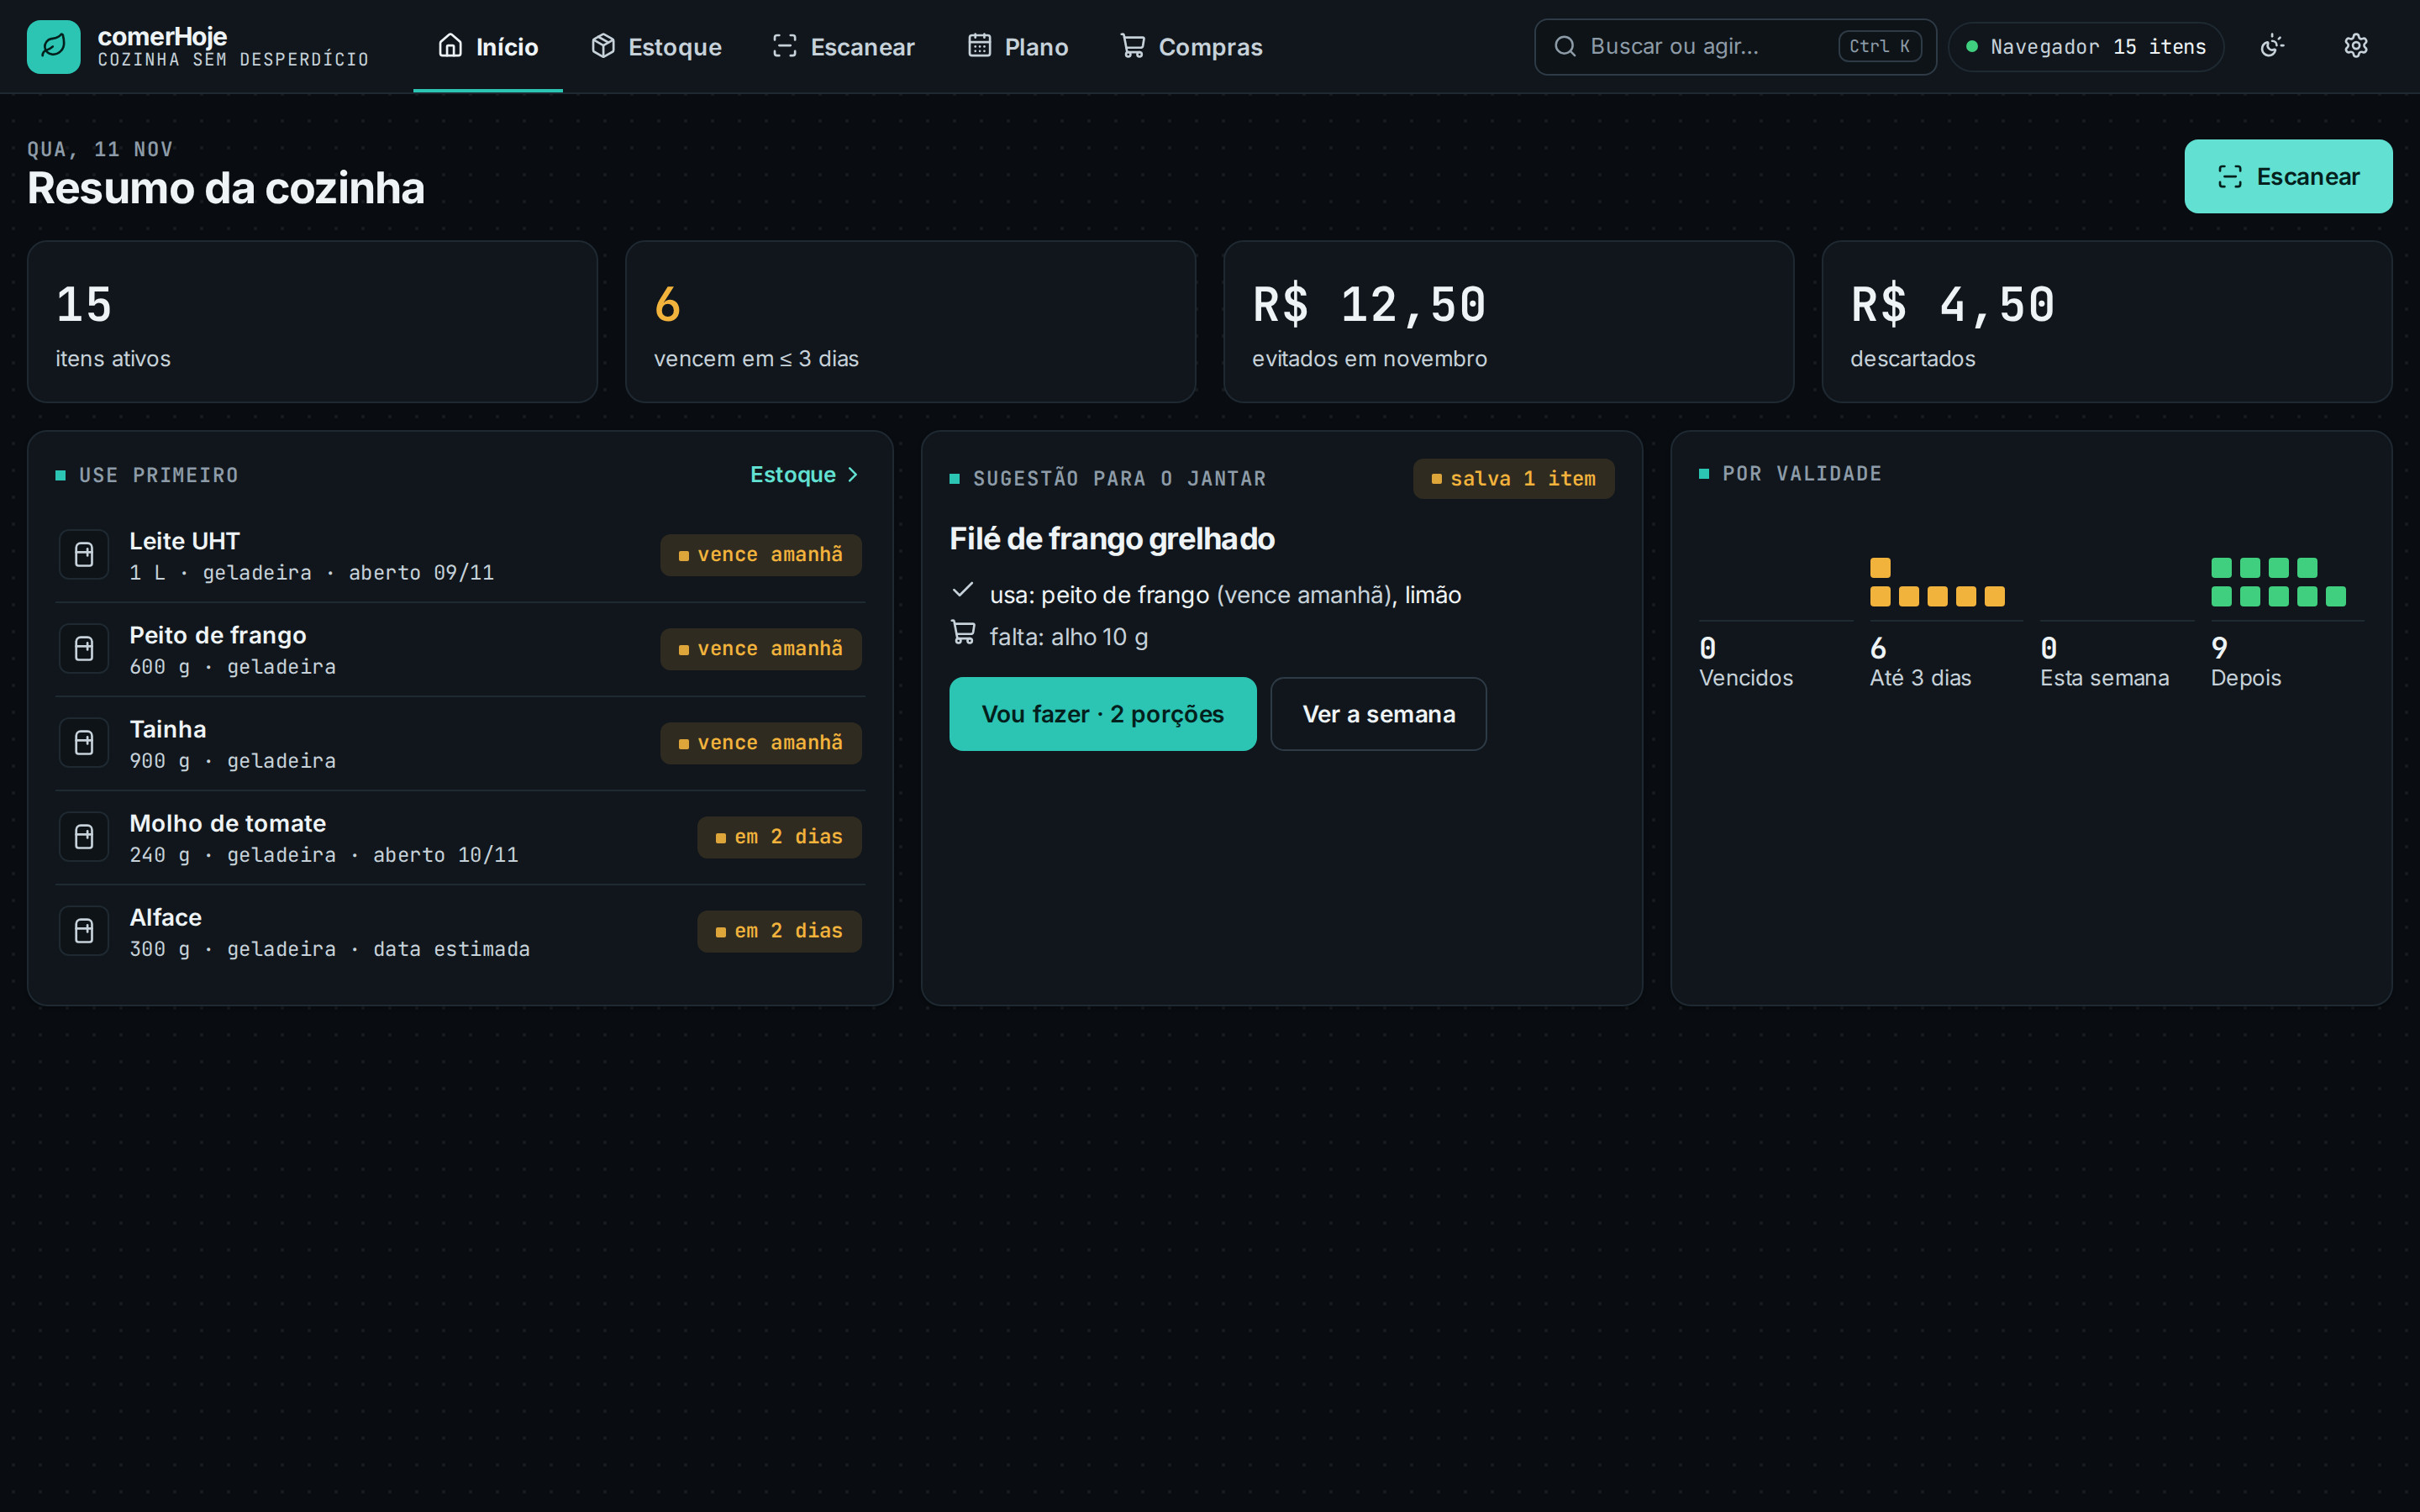 comerHoje
COZINHA SEM DESPERDÍCIO
Início
Estoque
Escanear
Plano
Compras
Buscar ou agir...
Ctrl K
Navegador 15 itens
QUA, 11 NOV
Resumo da cozinha
Escanear
15
itens ativos
6
vencem em ≤ 3 dias
R$ 12,50
evitados em novembro
R$ 4,50
descartados
USE PRIMEIRO
Estoque
Leite UHT
1 L · geladeira · aberto 09/11
vence amanhã
Peito de frango
600 g · geladeira
vence amanhã
Tainha
900 g · geladeira
vence amanhã
Molho de tomate
240 g · geladeira · aberto 10/11
em 2 dias
Alface
300 g · geladeira · data estimada
em 2 dias
SUGESTÃO PARA O JANTAR
salva 1 item
Filé de frango grelhado
usa: peito de frango (vence amanhã), limão
falta: alho 10 g
Vou fazer · 2 porções
Ver a semana
POR VALIDADE
0
Vencidos
6
Até 3 dias
0
Esta semana
9
Depois